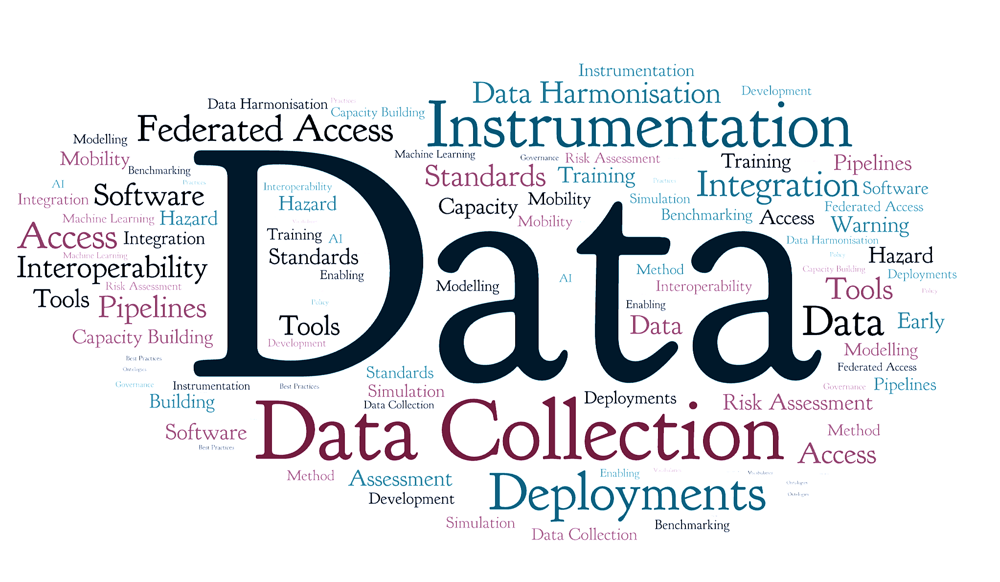 Instrumentation
Data Harmonisation
Development
Data Harmonisation
Practices
Capacity Building
Federated Access
Instrumentation
Modelling
Mobility
Benchmarking
Machine Learning
Governance
Risk Assessment
Training
Pipelines
Standards
Training
Practices
Integration
Software
AI
Practices
Integration
Software
Interoperability
Hazard
Capacity
Mobility
Simulation
Federated Access
Machine Learning
Hazard
Mobility
Benchmarking
Access
Warning
Vocabularies
Access
Integration
Training
AI
Data
Data Harmonisation
Machine Learning
Standards
Policy
Hazard
Interoperability
Enabling
Modelling
AI
Method
Capacity Building
Deployments
Risk Assessment
Interoperability
Tools
Policy
Tools
Pipelines
Policy
Enabling
Tools
Data
Data
Early
Capacity Building
Development
Modelling
Best Practices
Ontologies
Standards
Federated Access
Governance
Instrumentation
Best Practices
Simulation
Governance
Pipelines
Building
Data Collection
Deployments
Risk Assessment
Software
Data Collection
Method
Best Practices
Access
Method
Assessment
Enabling
Vocabularies
Vocabularies
Ontologies
Development
Deployments
Ontologies
Simulation
Data Collection
Benchmarking